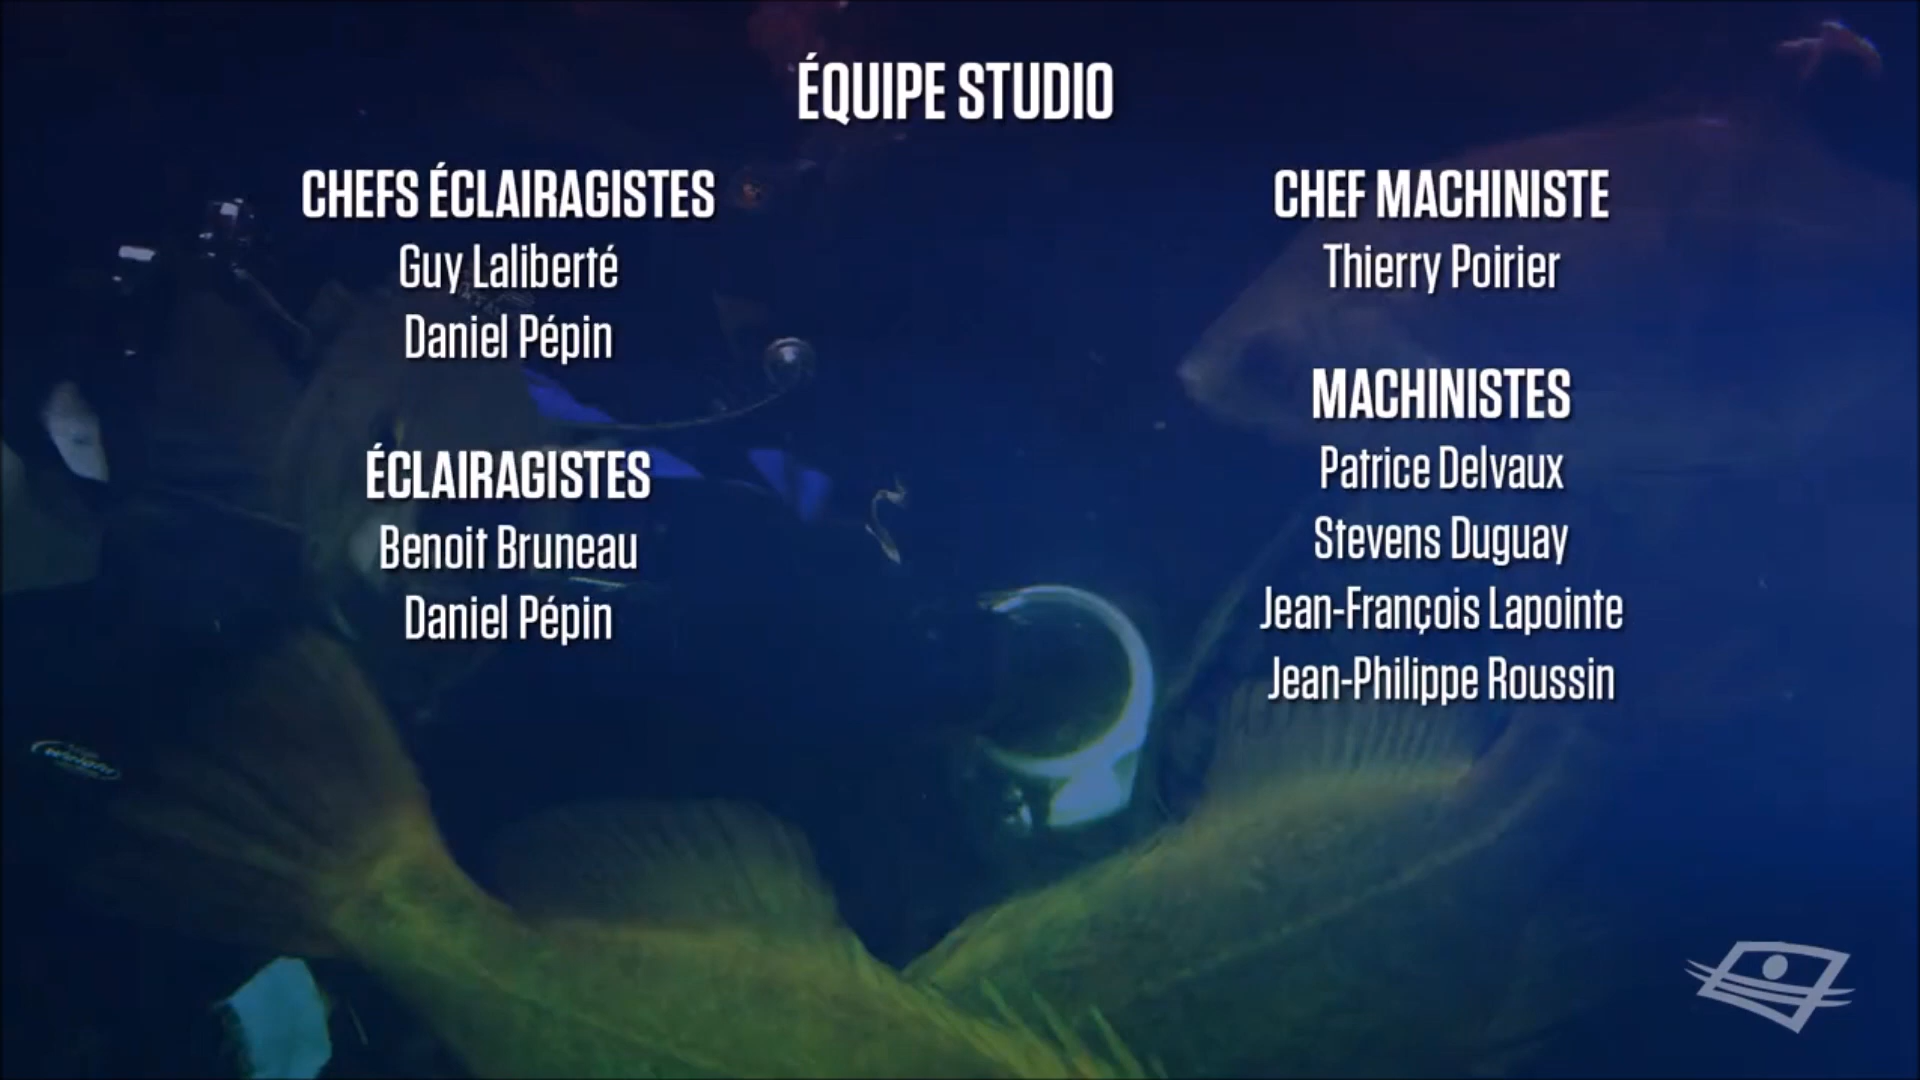 ÉQUIPE STUDIO
CHEFS ÉCLAIRAGISTES
Guy Laliberté
Daniel Pépin
ÉCLAIRAGISTES
Benoit Bruneau
Daniel Pépin
CHEF MACHINISTE
Thierry Poirier
MACHINISTES
Patrice Delvaux
Stevens Duguay
Jean-François Lapointe
Jean-Philippe Roussin